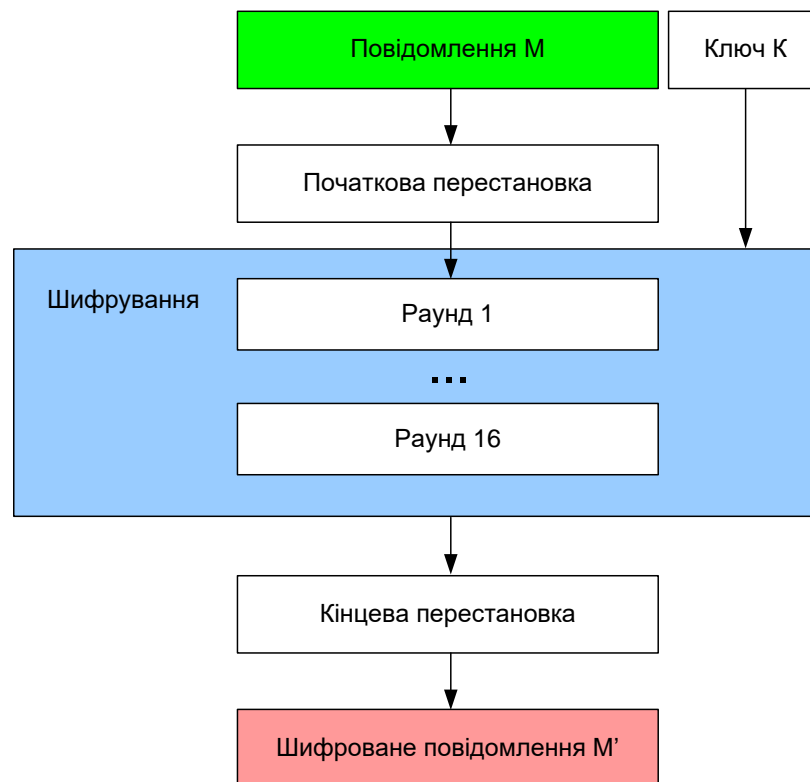 Повідомлення М
Ключ К
Початкова перестановка
Шифрування
Раунд 1
...
Раунд 16
Кінцева перестановка
Шифроване повідомлення М’